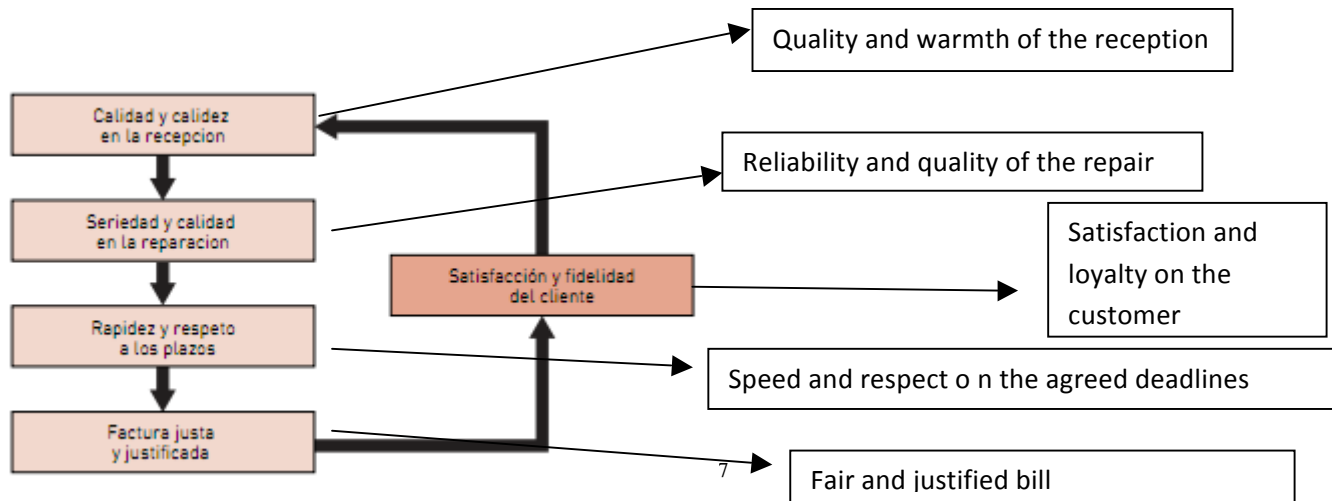 Quality and warmth of the reception
Calidad y calidez
en la recepcion
Reliability and quality of the repair
Seriedad y calidad
en la reparacion
Satisfaction and
loyalty on the
customer
Satisfacción y fidelidad
del cliente
Rapidez y respeto
a los plazos
Speed and respect o n the agreed deadlines
Factura justa
y justificada
7
Fair and justified bill